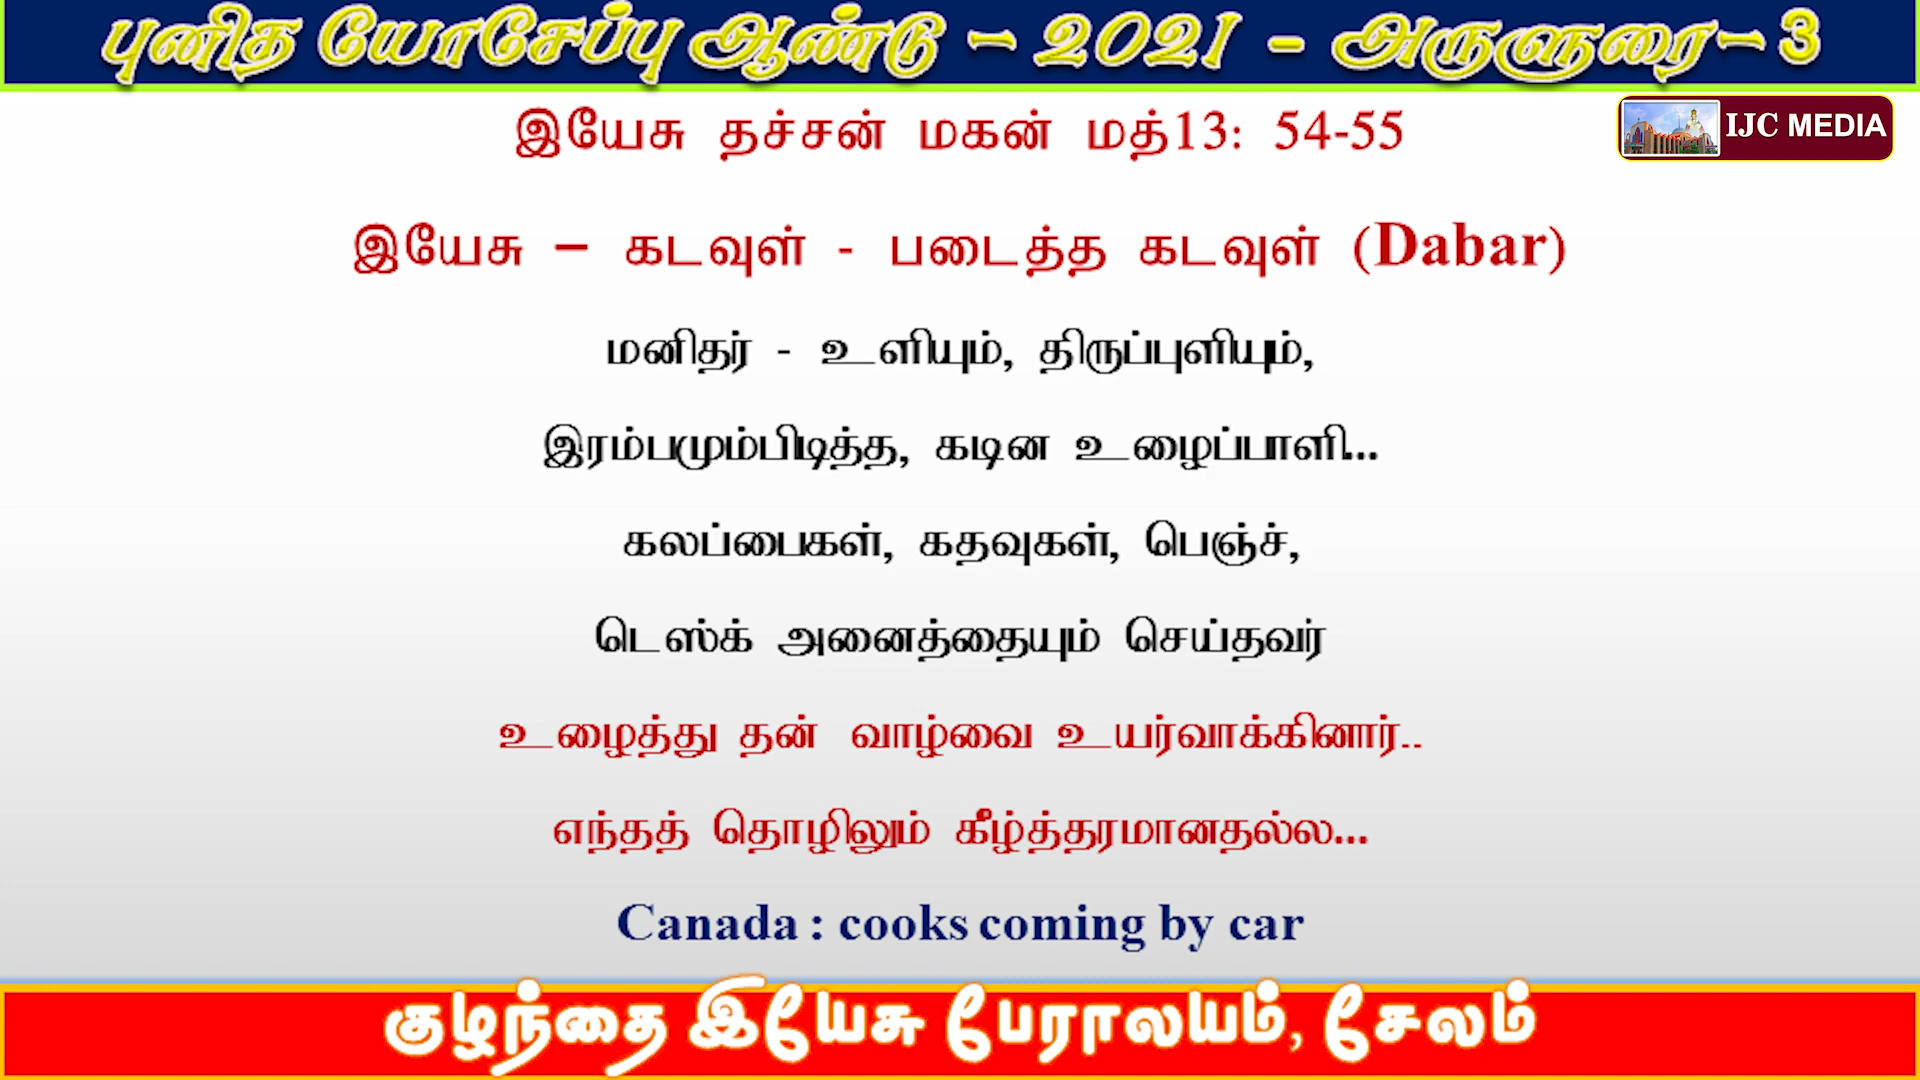 புனித யோசேப்பு ஆண்டு – 2021 - அருளுரை– 3
இயேசு தச்சன் மகன் மத்13: 54-55
IJC MEDIA
இயேசு – கடவுள் - படைத்த கடவுள் (Dabar)
மனிதர் - உளியும், திருப்புளியும்,
இரம்பமும்பிடித்த, கடின உழைப்பாளி...
கலப்பைகள், கதவுகள், பெஞ்ச்,
டெஸ்க் அனைத்தையும் செய்தவர்
உழைத்து தன் வாழ்வை உயர்வாக்கினார்..
எந்தத் தொழிலும் கீழ்த்தரமானதல்ல...
Canada : cooks coming by car
குழந்தை இயேசு பேராலயம், சேலம்